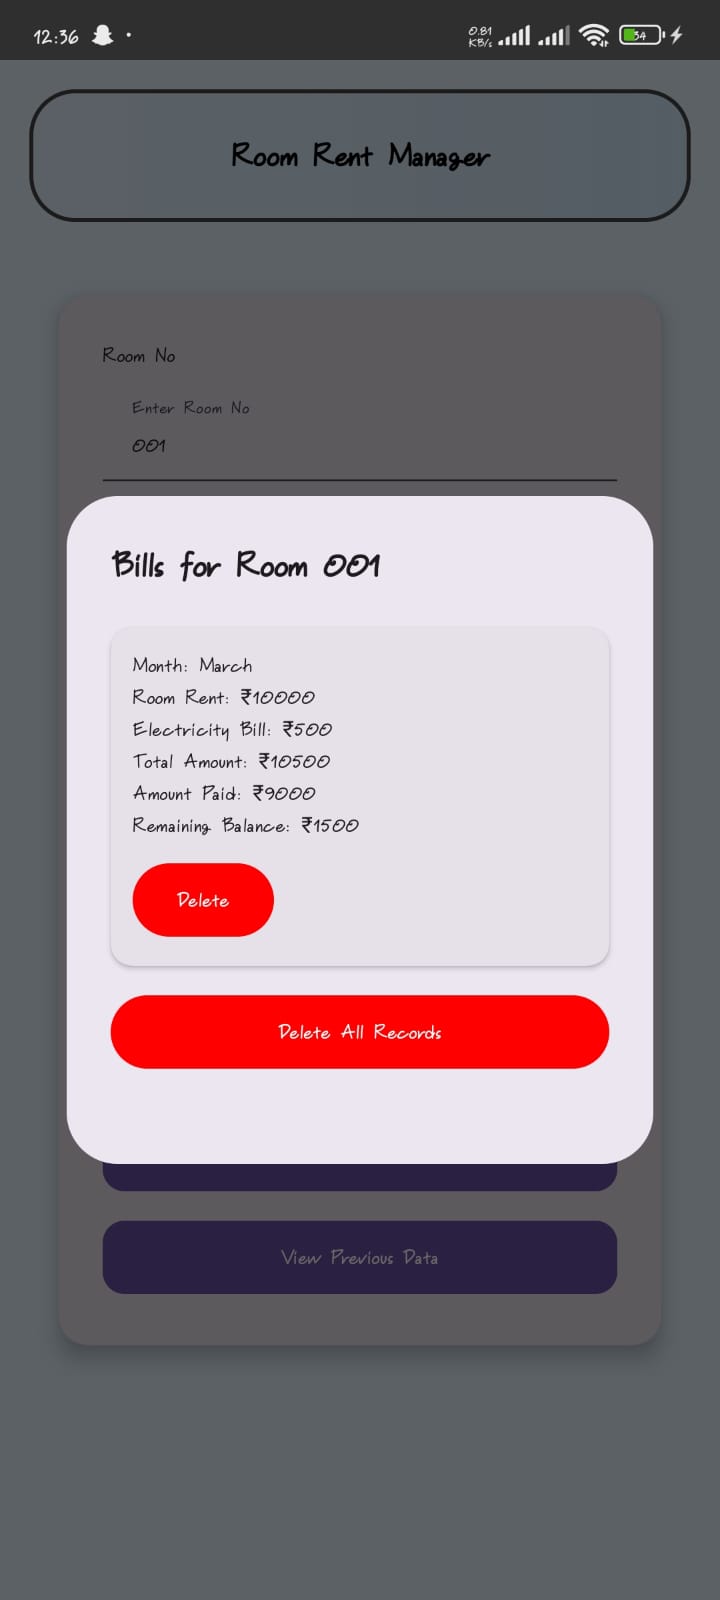 12:36
0.81
KB/s
54
Room Rent Manager
Room No
Enter Room No
001
Bills for Room 001
Month: March
Room Rent: ₹10000
Electricity Bill: ₹500
Total Amount: ₹10500
Amount Paid: ₹9000
Remaining Balance: ₹1500
Delete
Delete All Records
View Previous Data